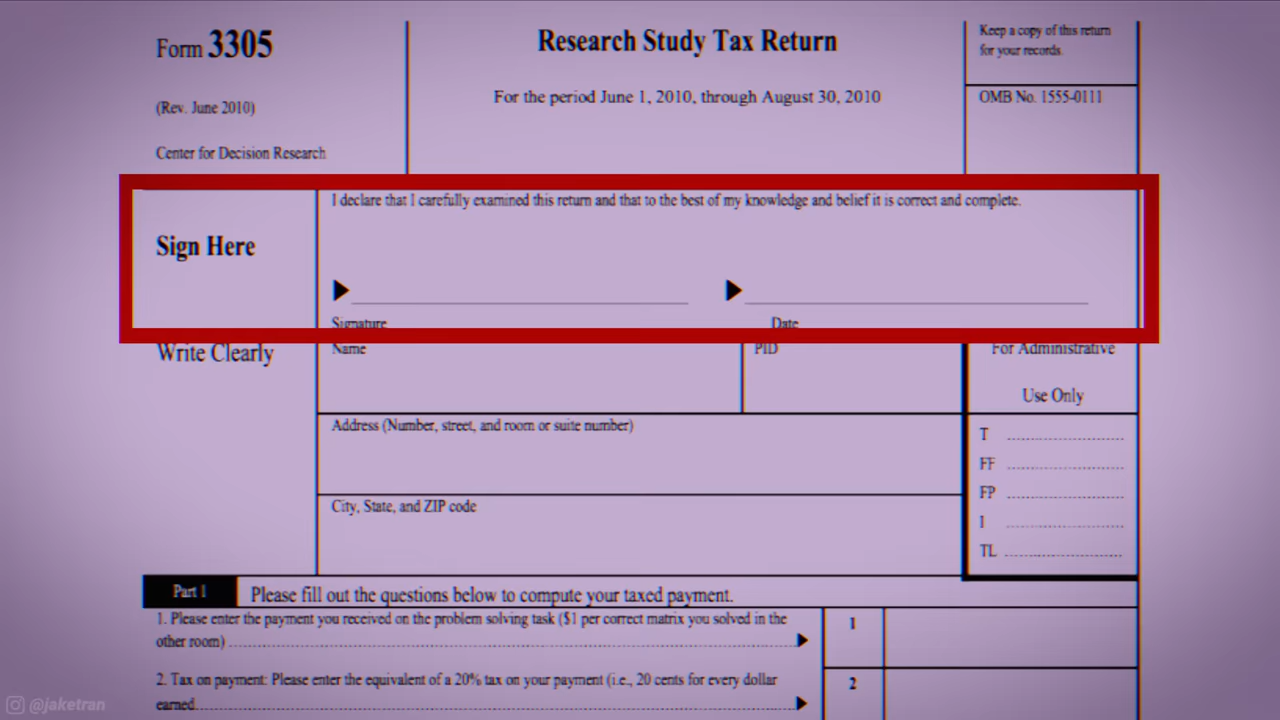 Form 3305
(Rev. June 2010)
Center for Decision Research
Research Study Tax Return
For the period June 1, 2010, through August 30, 2010
Keep a copy of this return
for your records.
OMB No. 1555-0111
Sign Here
I declare that I carefully examined this return and that to the best of my knowledge and belief it is correct and complete.
Signature
Date
Write Clearly
Name
PID
Address (Number, street, and room or suite number)
City, State, and ZIP code
For Administrative
Use Only
T
FF
FP
I
TL
Part 1
Please fill out the questions below to compute your taxed payment.
1. Please enter the payment you received on the problem solving task ($1 per correct matrix you solved in the
other room)
1
2. Tax on payment: Please enter the equivalent of a 20% tax on your payment (i.e., 20 cents for every dollar
earned
2
@jaketran